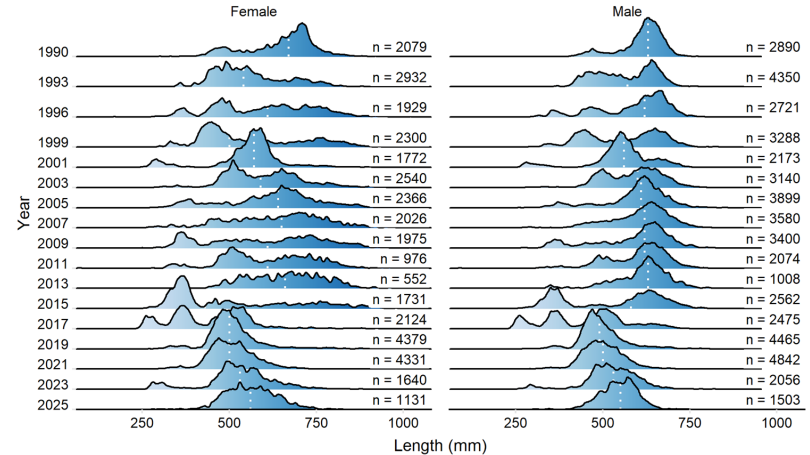 Female Male
1990 n = 2079 n = 2890
1993 n = 2932 n = 4350
1996 n = 1929 n = 2721
1999 n = 2300 n = 3288
2001 n = 1772 n = 2173
2003 n = 2540 n = 3140
2005 n = 2366 n = 3899
2007 n = 2026 n = 3580
2009 n = 1975 n = 3400
2011 n = 976 n = 2074
2013 n = 552 n = 1008
2015 n = 1731 n = 2562
2017 n = 2124 n = 2475
2019 n = 4379 n = 4465
2021 n = 4331 n = 4842
2023 n = 1640 n = 2056
2025 n = 1131 n = 1503
Year
250 500 750 1000 250 500 750 1000
Length (mm)